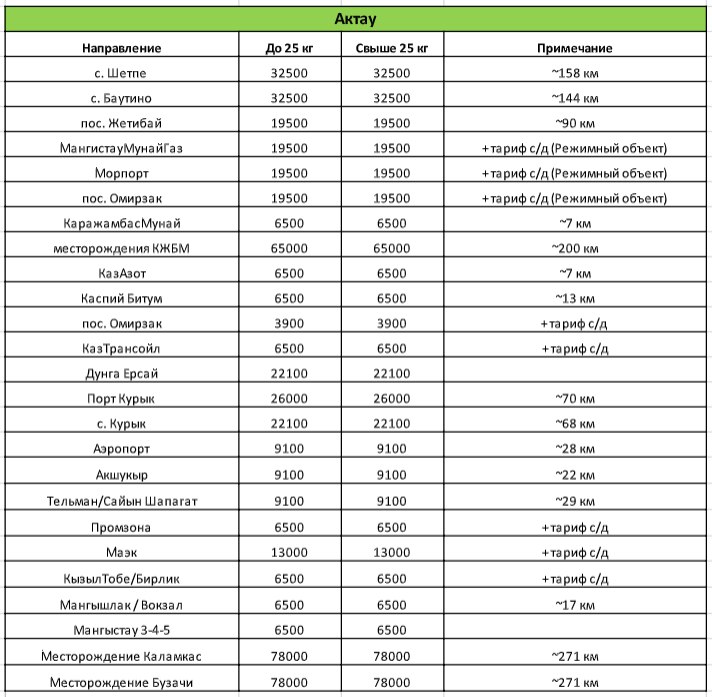 Актау
Направление До 25 кг Свыше 25 кг Примечание
с. Шетпе 32500 32500 ~158 км
с. Баутино 32500 32500 ~144 км
пос. Жетибай 19500 19500 ~90 км
МангистауМунайГаз 19500 19500 +тариф с/д (Режимный объект)
Морпорт 19500 19500 +тариф с/д (Режимный объект)
пос. Омирзак 19500 19500 +тариф с/д (Режимный объект)
КаражамбасМунай 6500 6500 ~7 км
месторождения КЖБМ 65000 65000 ~200 км
КазАзот 6500 6500 ~7 км
Каспий Битум 6500 6500 ~13 км
пос. Омирзак 3900 3900 +тариф с/д
КазТрансойл 6500 6500 +тариф с/д
Дунга Ерсай 22100 22100
Порт Курык 26000 26000 ~70 км
с. Курык 22100 22100 ~68 км
Аэропорт 9100 9100 ~28 км
Акшукыр 9100 9100 ~22 км
Тельман/Сайын Шапагат 9100 9100 ~29 км
Промзона 6500 6500 +тариф с/д
Маэк 13000 13000 +тариф с/д
КызылТобе/Бирлик 6500 6500 +тариф с/д
Мангышлак / Вокзал 6500 6500 ~17 км
Мангыстау 3-4-5 6500 6500
Месторождение Каламкас 78000 78000 ~271 км
Месторождение Бузачи 78000 78000 ~271 км